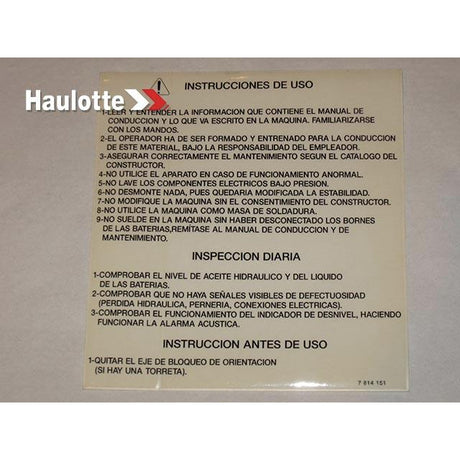 Haulotte
INSTRUCCIONES DE USO
1-LEER Y ENTENDER LA INFORMACION QUE CONTIENE EL MANUAL DE
CONDUCCION Y LO QUE VA ESCRITO EN LA MAQUINA. FAMILIARIZARSE
CON LOS MANDOS.
2-EL OPERADOR HA DE SER FORMADO Y ENTRENADO PARA LA CONDUCCION
DE ESTE MATERIAL, BAJO LA RESPONSABILIDAD DEL EMPLEADOR.
3-ASEGURAR CORRECTAMENTE EL MANTENIMIENTO SEGUN EL CATALOGO DEL
CONSTRUCTOR.
4-NO UTILICE EL APARATO EN CASO DE FUNCIONAMIENTO ANORMAL.
5-NO LAVE LOS COMPONENTES ELECTRICOS BAJO PRESION.
6-NO DESMONTE NADA, PUES QUEDARIA MODIFICADA LA ESTABILIDAD.
7-NO MODIFIQUE LA MAQUINA SIN EL CONSENTIMIENTO DEL CONSTRUCTOR.
8-NO UTILICE LA MAQUINA COMO MASA DE SOLDADURA.
9-NO SUELDE EN LA MAQUINA SIN HABER DESCONECTADO LOS BORNES
DE LAS BATERIAS,REMÍTASE AL MANUAL DE CONDUCCION Y DE
MANTENIMIENTO.
INSPECCION DIARIA
1-COMPROBAR EL NIVEL DE ACEITE HIDRAULICO Y DEL LIQUIDO
DE LAS BATERIAS.
2-COMPROBAR QUE NO HAYA SEÑALES VISIBLES DE DEFECTUOSIDAD
(PERDIDA HIDRAULICA, PERNERIA, CONEXIONES ELECTRICAS).
3-COMPROBAR EL FUNCIONAMIENTO DEL INDICADOR DE DESNIVEL, HACIENDO
FUNCIONAR LA ALARMA ACUSTICA.
INSTRUCCION ANTES DE USO
1-QUITAR EL EJE DE BLOQUEO DE ORIENTACION
(SI HAY UNA TORRETA).
7 814 151